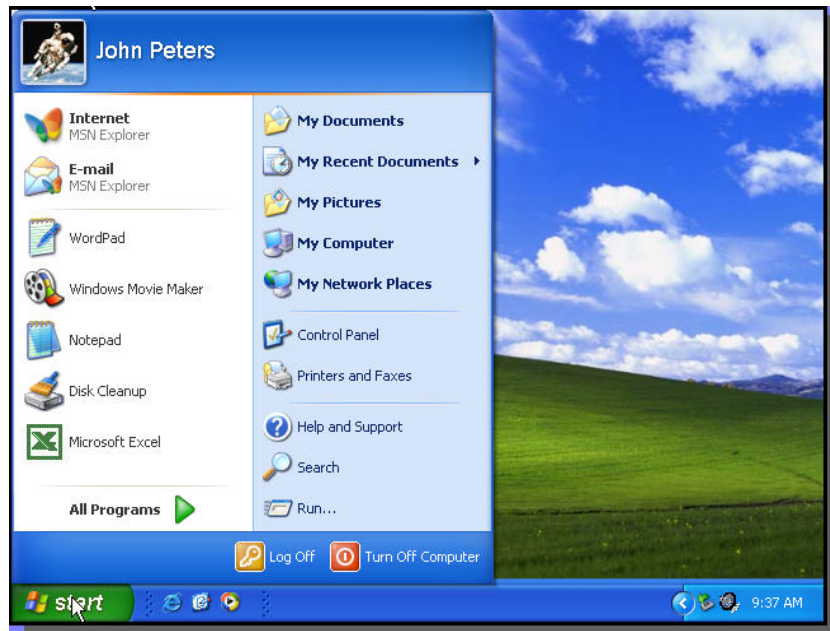 John Peters
Internet
MSN Explorer
E-mail
MSN Explorer
WordPad
Windows Movie Maker
Notepad
Disk Cleanup
Microsoft Excel
All Programs
My Documents
My Recent Documents
My Pictures
My Computer
My Network Places
Control Panel
Printers and Faxes
Help and Support
Search
Run...
Log Off
Turn Off Computer
start
9:37 AM